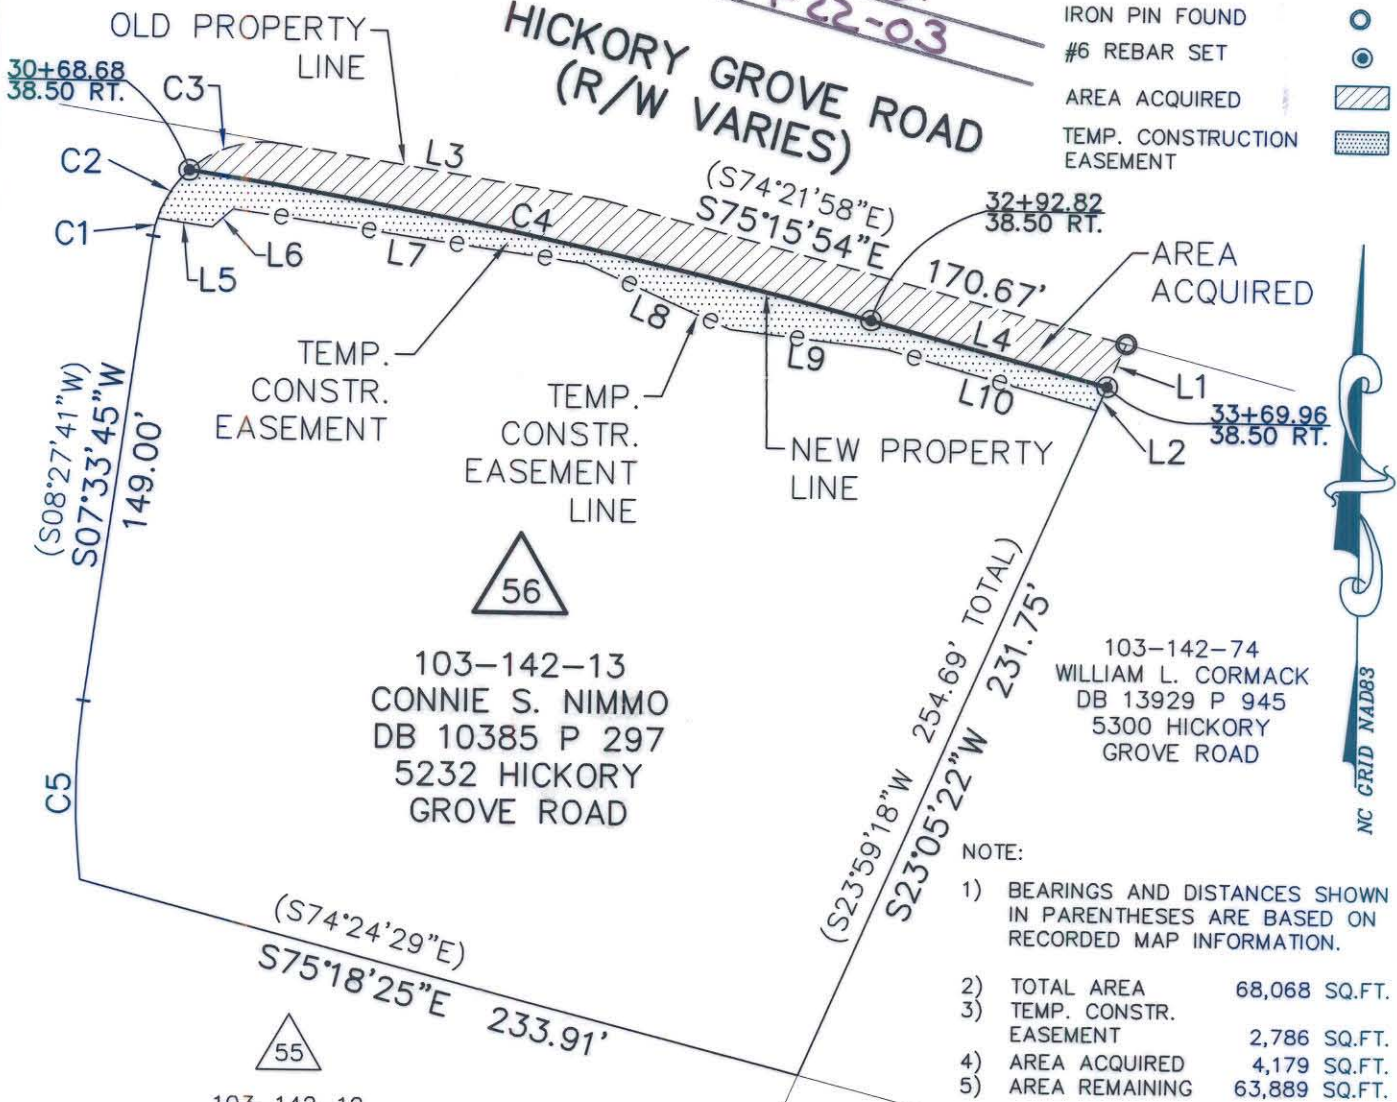 22-03
HICKORY GROVE ROAD
(R/W VARIES)
IRON PIN FOUND
#6 REBAR SET
AREA ACQUIRED
TEMP. CONSTRUCTION
EASEMENT
OLD PROPERTY
LINE
30+68.68
38.50 RT.
C3
C2
C1
L3
C4
(S74°21'58"E)
S75°15'54"E
170.67'
32+92.82
38.50 RT.
AREA
ACQUIRED
L5
L6
L7
L8
L9
L4
L10
L1
L2
33+69.96
38.50 RT.
TEMP.
CONSTR.
EASEMENT
TEMP.
CONSTR.
EASEMENT
LINE
NEW PROPERTY
LINE
(S08°27'41"W)
S07°33'45"W
149.00'
56
103-142-13
CONNIE S. NIMMO
DB 10385 P 297
5232 HICKORY
GROVE ROAD
C5
(S23°59'18"W 254.69' TOTAL)
S23°05'22"W 231.75'
103-142-74
WILLIAM L. CORMACK
DB 13929 P 945
5300 HICKORY
GROVE ROAD
NC GRID NAD83
(S74°24'29"E)
S75°18'25"E 233.91'
55
NOTE:
1) BEARINGS AND DISTANCES SHOWN
IN PARENTHESES ARE BASED ON
RECORDED MAP INFORMATION.
2) TOTAL AREA 68,068 SQ.FT.
3) TEMP. CONSTR.
EASEMENT 2,786 SQ.FT.
4) AREA ACQUIRED 4,179 SQ.FT.
5) AREA REMAINING 63,889 SQ.FT.